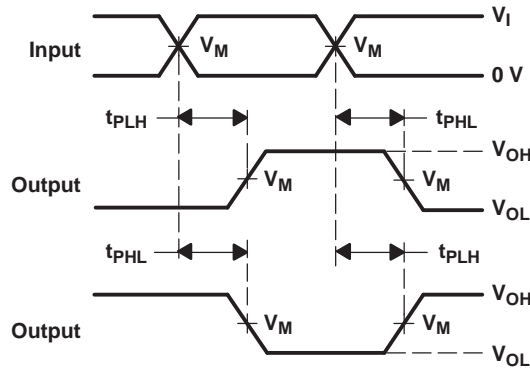 V_I
Input V_M V_M
0 V
t_PLH t_PHL
V_OH
Output V_M V_M
V_OL
t_PHL t_PLH
V_OH
Output V_M V_M
V_OL